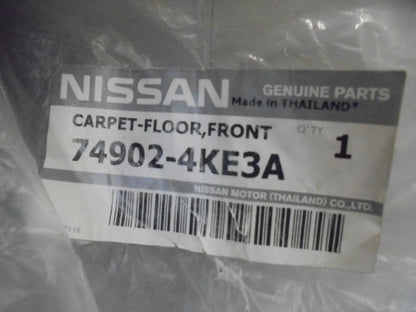 NISSAN GENUINE PARTS
Made in THAILAND*
CARPET-FLOOR,FRONT Q'TY 1
74902-4KE3A
NISSAN MOTOR (THAILAND) CO.,LTD.